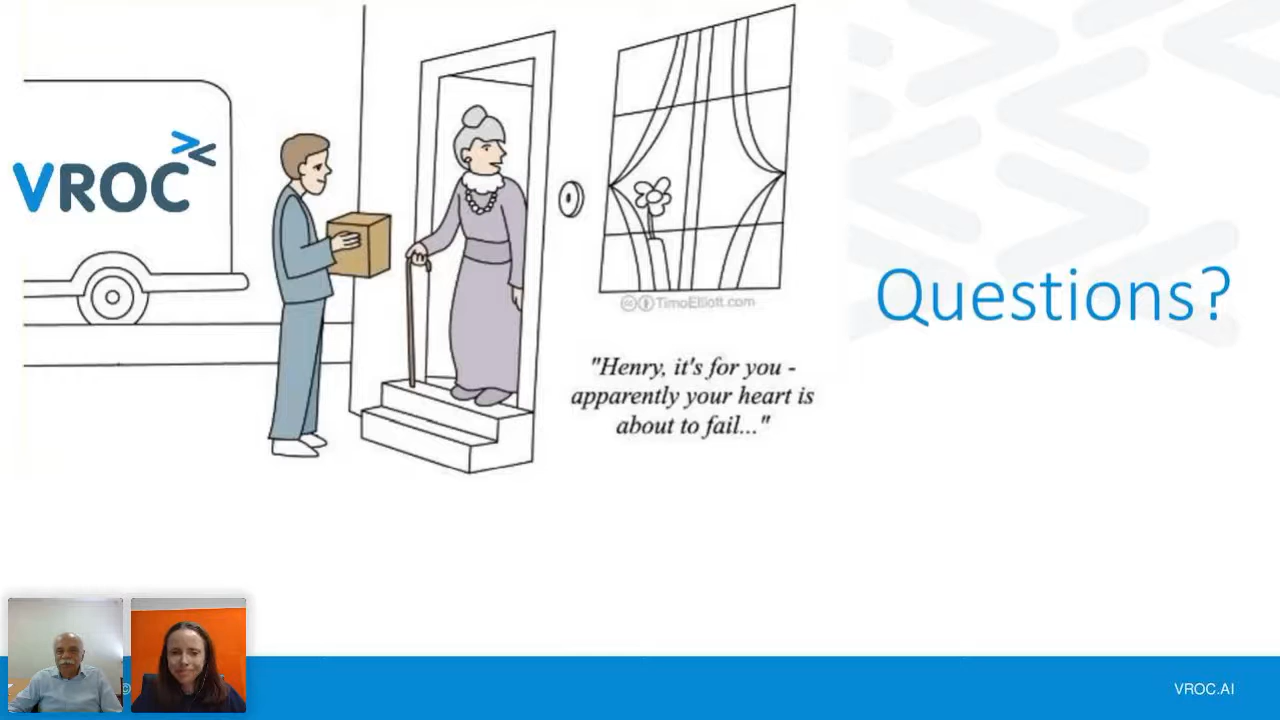 VROC
TimoElliott.com
"Henry, it's for you -
apparently your heart is
about to fail..."
Questions?
©
VROC.AI